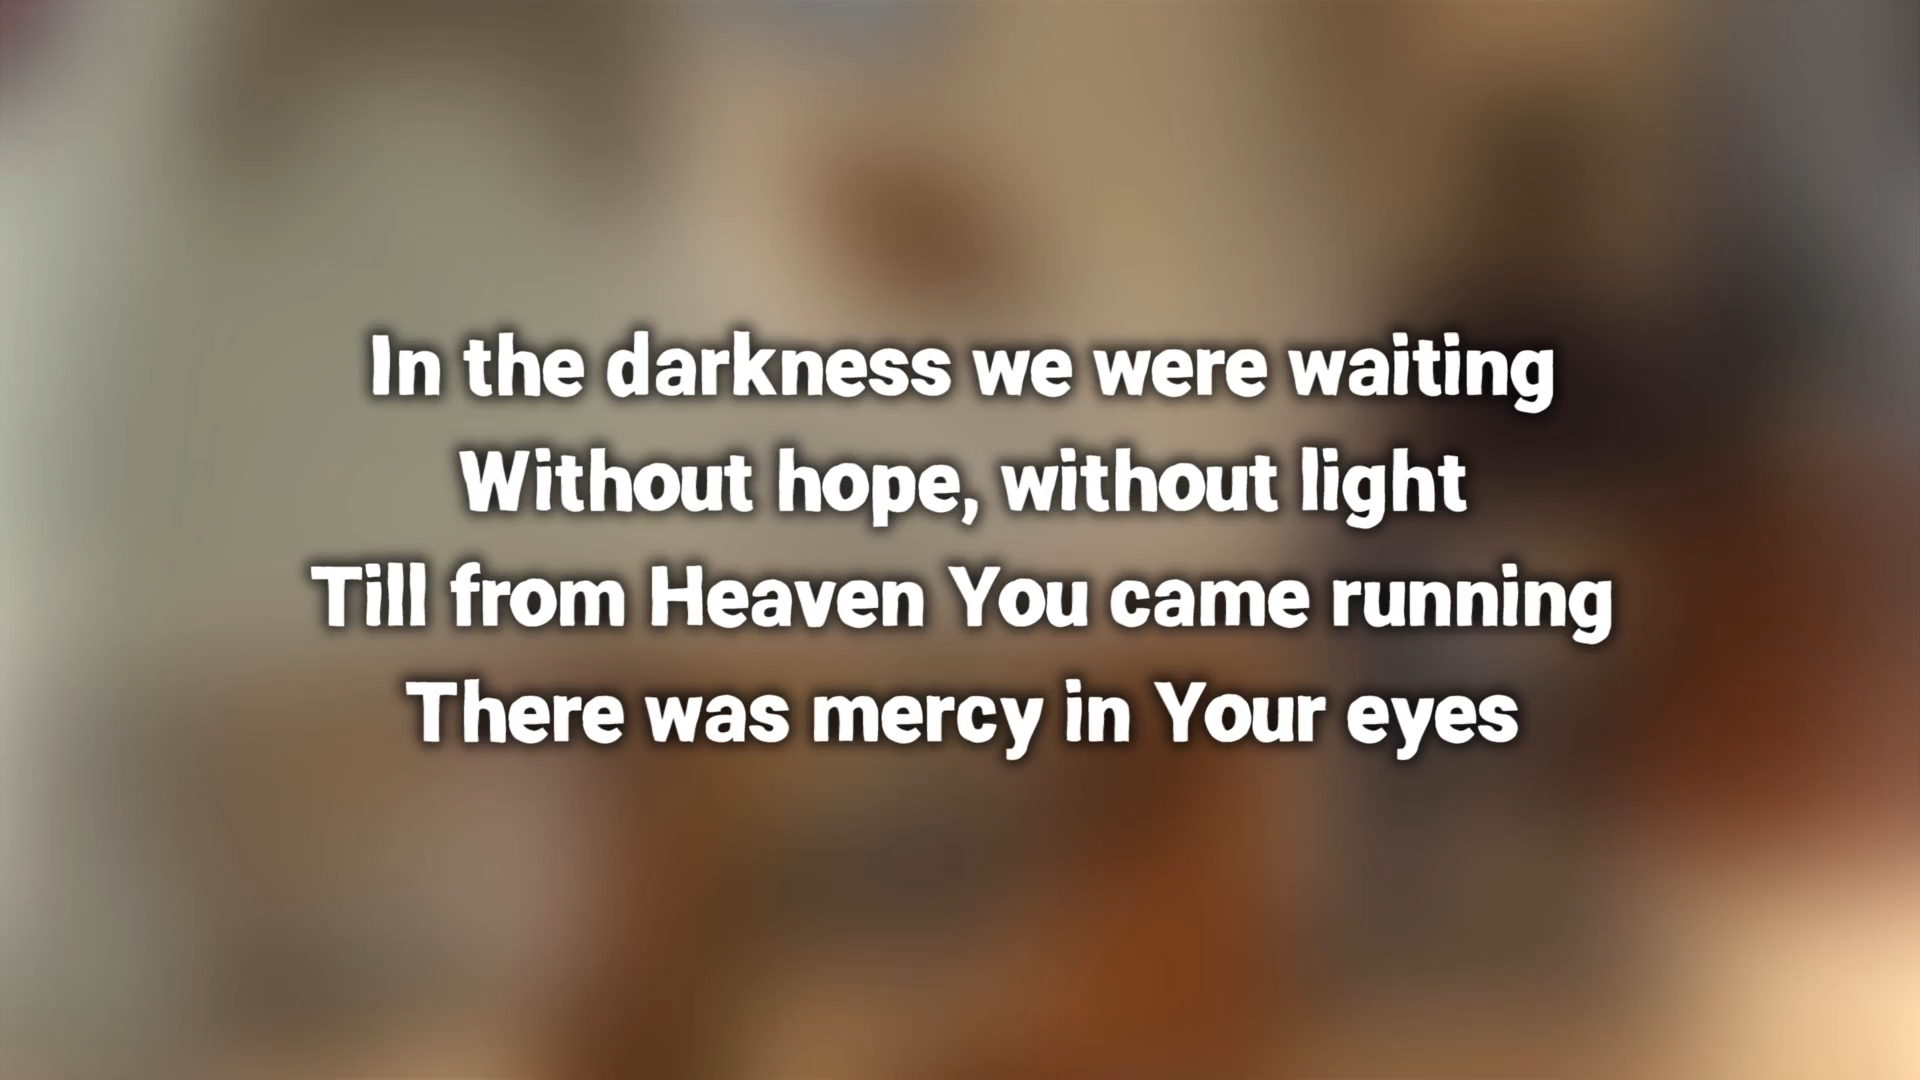 In the darkness we were waiting
Without hope, without light
Till from Heaven You came running
There was mercy in Your eyes